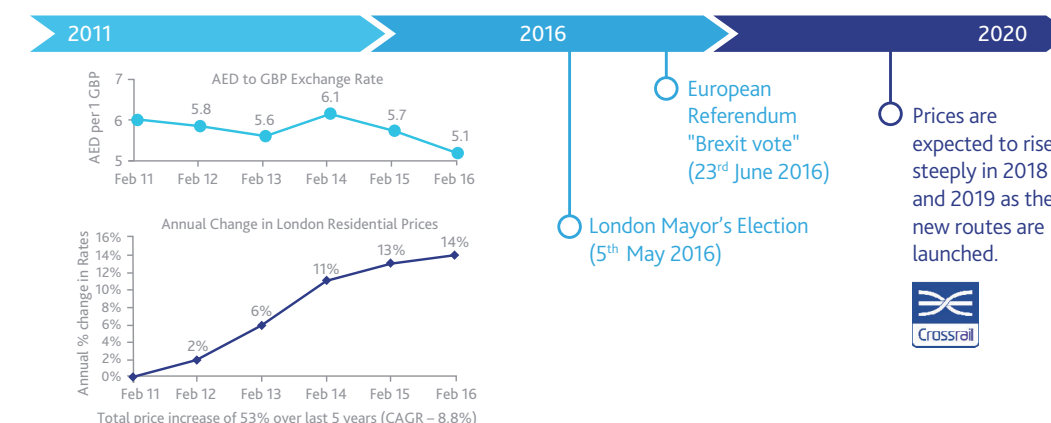 2011
2016
2020
AED to GBP Exchange Rate
AED per 1 GBP
7
6
5
5.8
5.6
6.1
5.7
5.1
Feb 11
Feb 12
Feb 13
Feb 14
Feb 15
Feb 16
Annual Change in London Residential Prices
Annual % change in Rates
16%
14%
12%
10%
8%
6%
4%
2%
0%
2%
6%
11%
13%
14%
Feb 11
Feb 12
Feb 13
Feb 14
Feb 15
Feb 16
Total price increase of 53% over last 5 years (CAGR – 8.8%)
London Mayor’s Election
(5th May 2016)
European
Referendum
"Brexit vote"
(23rd June 2016)
Prices are
expected to rise
steeply in 2018
and 2019 as the
new routes are
launched.
Crossrail